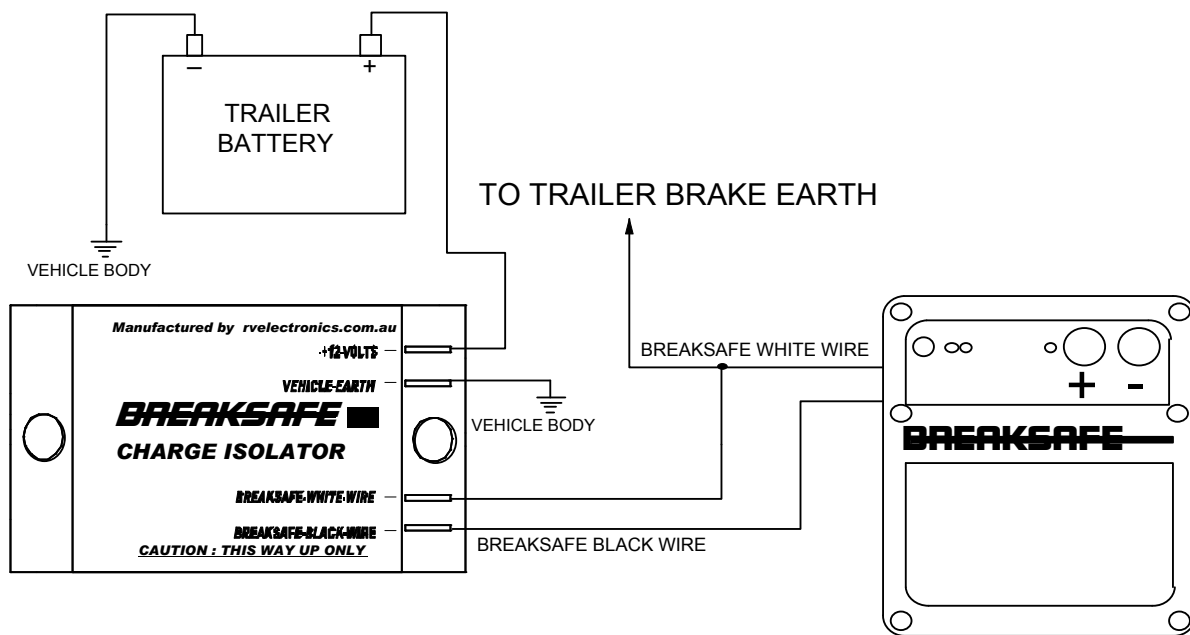 –
+
TRAILER
BATTERY
TO TRAILER BRAKE EARTH
VEHICLE BODY
Manufactured by rvelectronics.com.au
+12-VOLTS
VEHICLE-EARTH
BREAKSAFE
CHARGE ISOLATOR
BREAKSAFE-WHITE-WIRE
BREAKSAFE-BLACK-WIRE
CAUTION : THIS WAY UP ONLY
VEHICLE BODY
BREAKSAFE WHITE WIRE
BREAKSAFE BLACK WIRE
+ -
BREAKSAFE